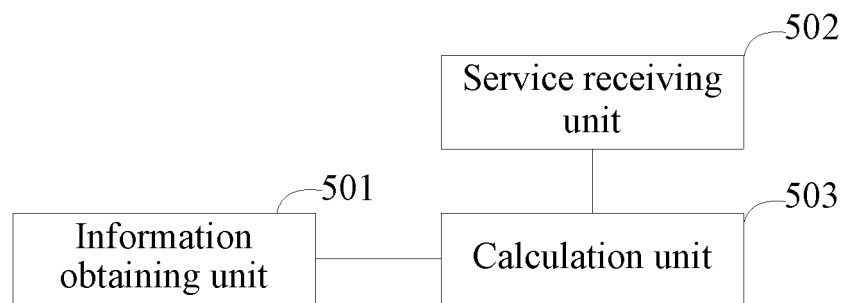 502
Service receiving
unit
501
503
Information
obtaining unit
Calculation unit